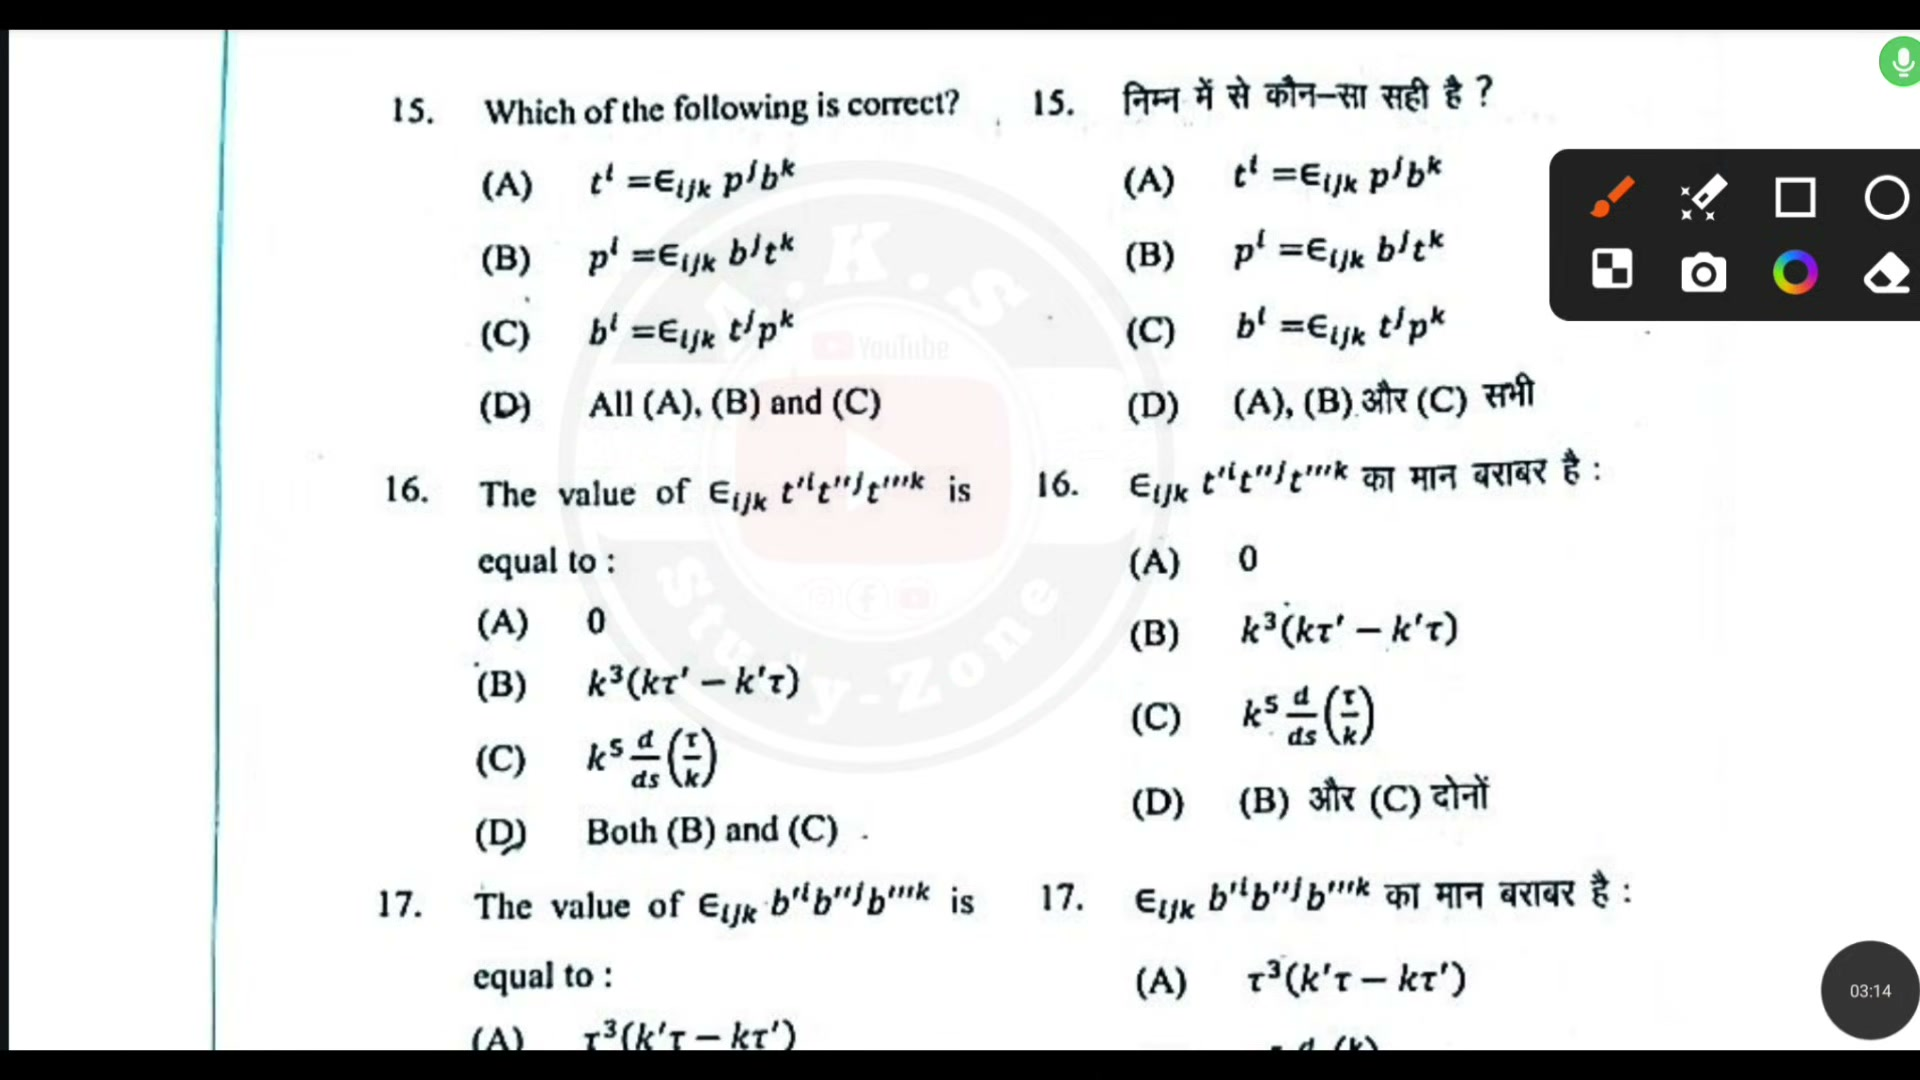 15. Which of the following is correct?
(A) tⁱ =∈ᵢⱼₖ pʲbᵏ
(B) pⁱ =∈ᵢⱼₖ bʲtᵏ
(C) bⁱ =∈ᵢⱼₖ tʲpᵏ
(D) All (A), (B) and (C)
16. The value of ∈ᵢⱼₖ t′ⁱt″ʲt‴ᵏ is
equal to :
(A) 0
(B) k³(kτ′ − k′τ)
(C) k⁵ d/ds (τ/k)
(D) Both (B) and (C)
17. The value of ∈ᵢⱼₖ b′ⁱb″ʲb‴ᵏ is
equal to :
(A) τ³(k′τ − kτ′)
15. निम्न में से कौन-सा सही है ?
(A) tⁱ =∈ᵢⱼₖ pʲbᵏ
(B) pⁱ =∈ᵢⱼₖ bʲtᵏ
(C) bⁱ =∈ᵢⱼₖ tʲpᵏ
(D) (A), (B) और (C) सभी
16. ∈ᵢⱼₖ t′ⁱt″ʲt‴ᵏ का मान बराबर है :
(A) 0
(B) k³(kτ′ − k′τ)
(C) k⁵ d/ds (τ/k)
(D) (B) और (C) दोनों
17. ∈ᵢⱼₖ b′ⁱb″ʲb‴ᵏ का मान बराबर है :
(A) τ³(k′τ − kτ′)
A.K.S
YouTube
Study-Zone
03:14